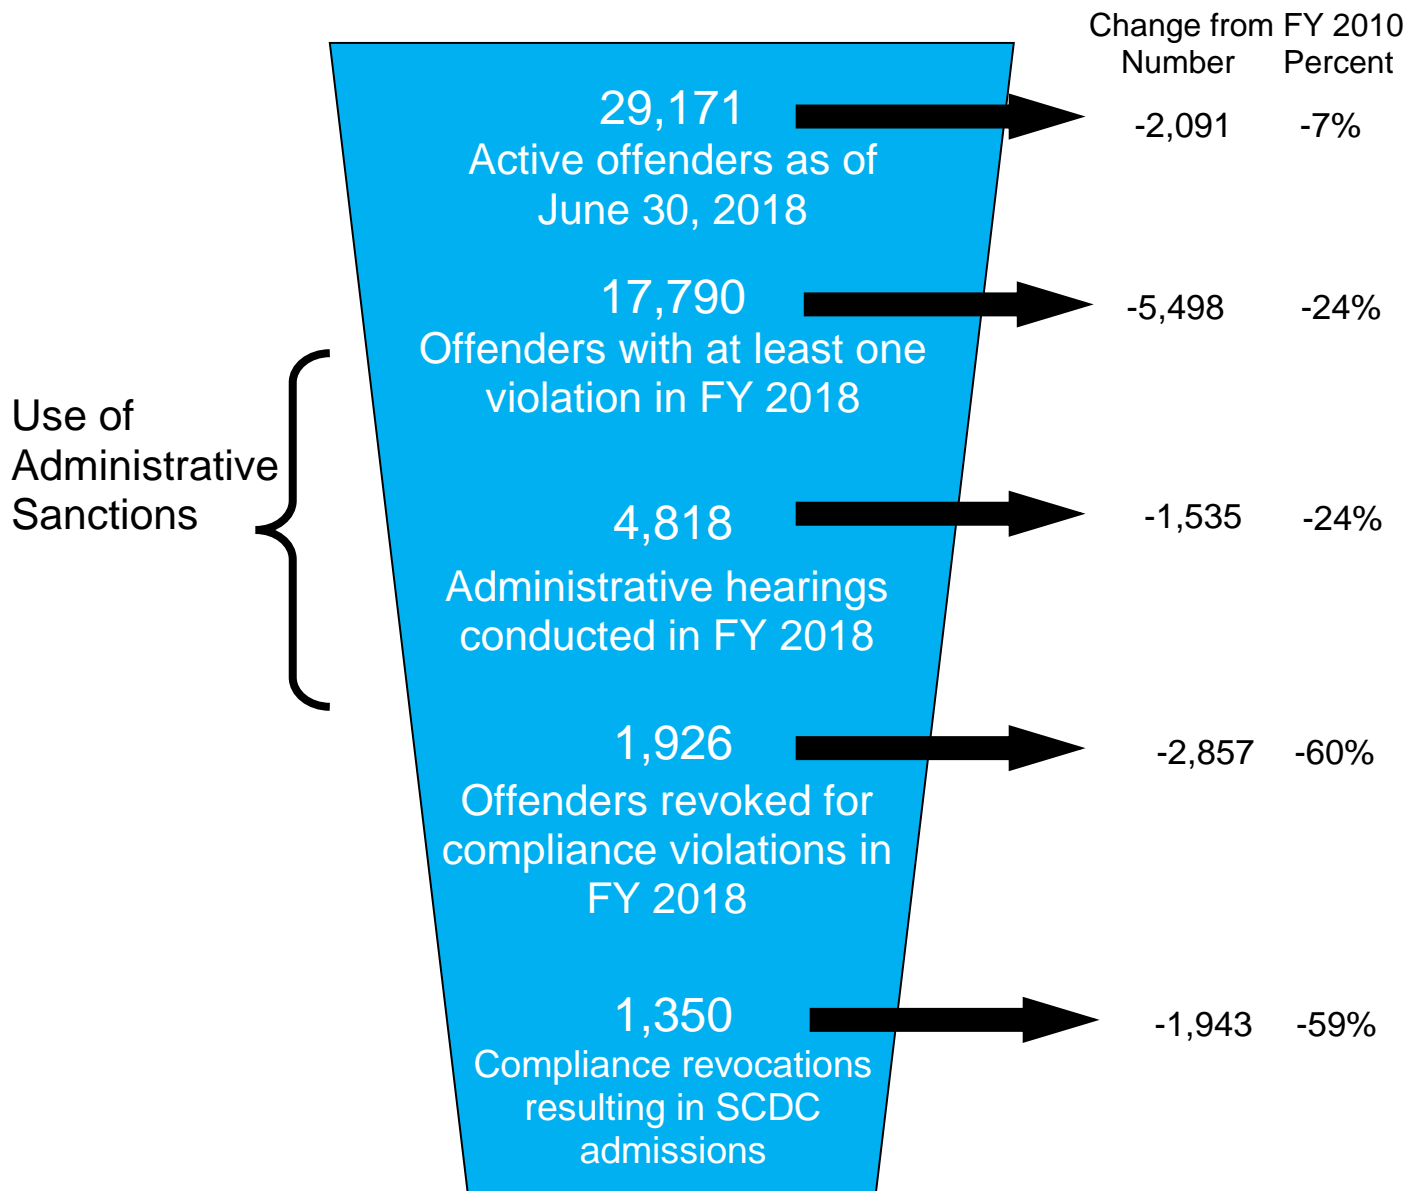 Change from FY 2010
Number Percent
29,171
Active offenders as of
June 30, 2018
-2,091 -7%
17,790
Offenders with at least one
violation in FY 2018
-5,498 -24%
Use of
Administrative
Sanctions
4,818
Administrative hearings
conducted in FY 2018
-1,535 -24%
1,926
Offenders revoked for
compliance violations in
FY 2018
-2,857 -60%
1,350
Compliance revocations
resulting in SCDC
admissions
-1,943 -59%